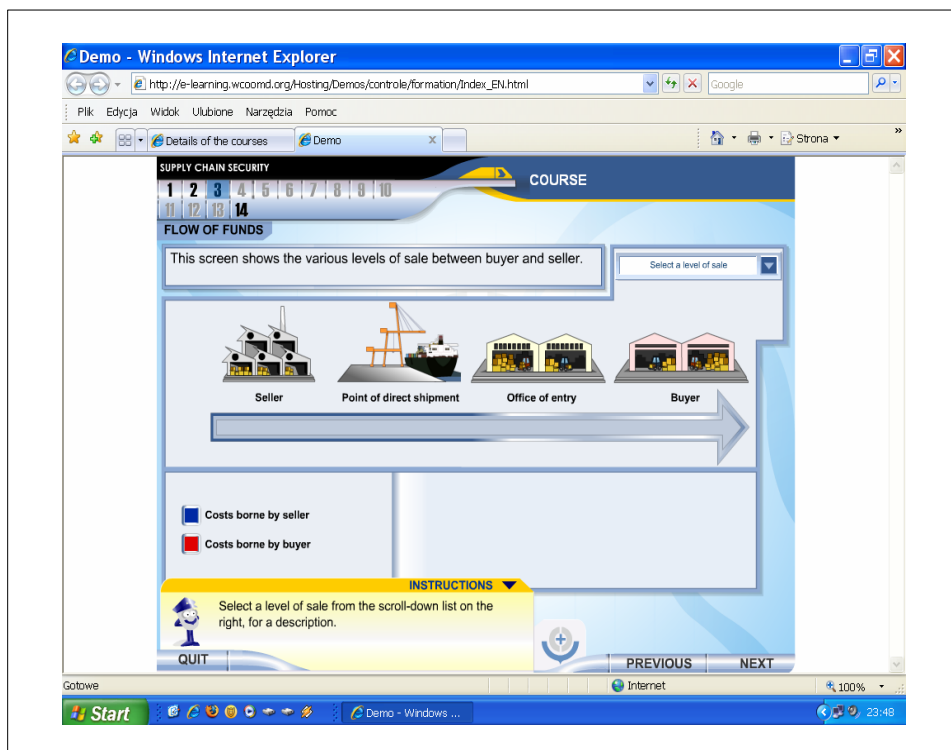 Demo - Windows Internet Explorer
http://e-learning.wcoomd.org/Hosting/Demos/controle/formation/Index_EN.html
Google
Plik Edycja Widok Ulubione Narzędzia Pomoc
Details of the courses
Demo
Strona
SUPPLY CHAIN SECURITY
COURSE
1 2 3 4 5 6 7 8 9 10
11 12 13 14
FLOW OF FUNDS
This screen shows the various levels of sale between buyer and seller.
Select a level of sale
Seller
Point of direct shipment
Office of entry
Buyer
Costs borne by seller
Costs borne by buyer
INSTRUCTIONS
Select a level of sale from the scroll-down list on the
right, for a description.
QUIT
PREVIOUS
NEXT
Gotowe
Internet
100%
Start
Demo - Windows ...
23:48